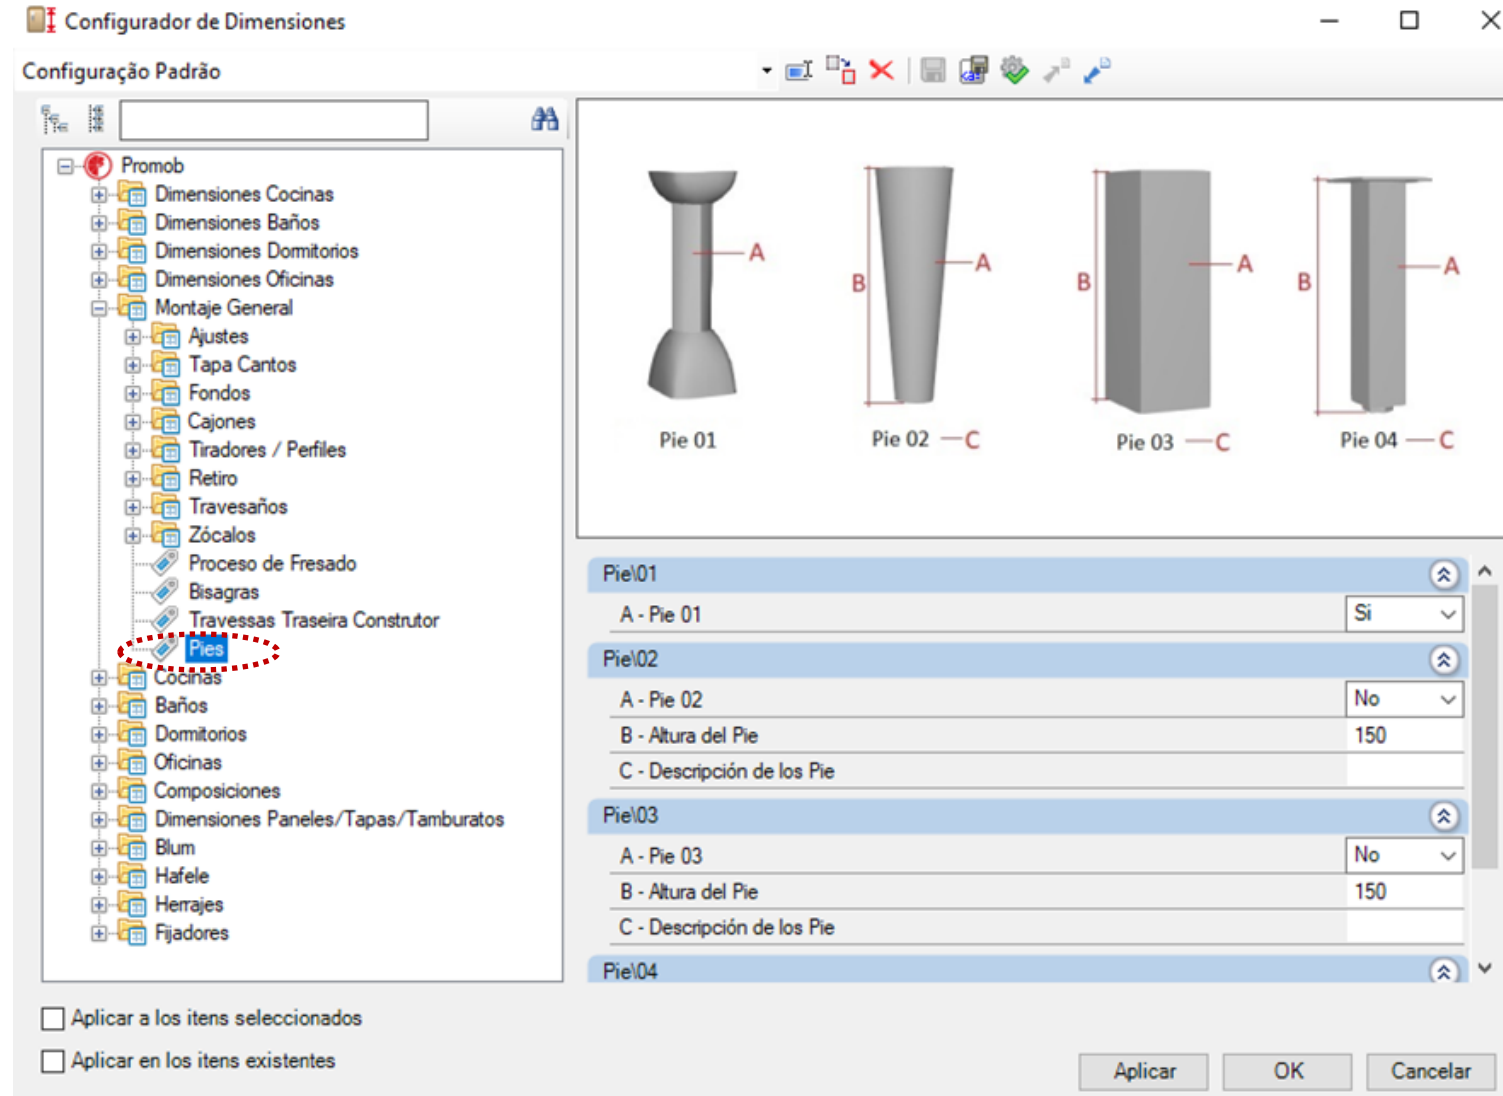 Configurador de Dimensiones
Configuração Padrão
Promob
Dimensiones Cocinas
Dimensiones Baños
Dimensiones Dormitorios
Dimensiones Oficinas
Montaje General
Ajustes
Tapa Cantos
Fondos
Cajones
Tiradores / Perfiles
Retiro
Travesaños
Zócalos
Proceso de Fresado
Bisagras
Travessas Traseira Construtor
Pies
Cocinas
Baños
Dormitorios
Oficinas
Composiciones
Dimensiones Paneles/Tapas/Tamburatos
Blum
Hafele
Herrajes
Fijadores
A
B
A
B
A
B
A
Pie 01
Pie 02 C
Pie 03 C
Pie 04 C
Pie\01
A - Pie 01 Si
Pie\02
A - Pie 02 No
B - Altura del Pie 150
C - Descripción de los Pie
Pie\03
A - Pie 03 No
B - Altura del Pie 150
C - Descripción de los Pie
Pie\04
Aplicar a los itens seleccionados
Aplicar en los itens existentes
Aplicar OK Cancelar